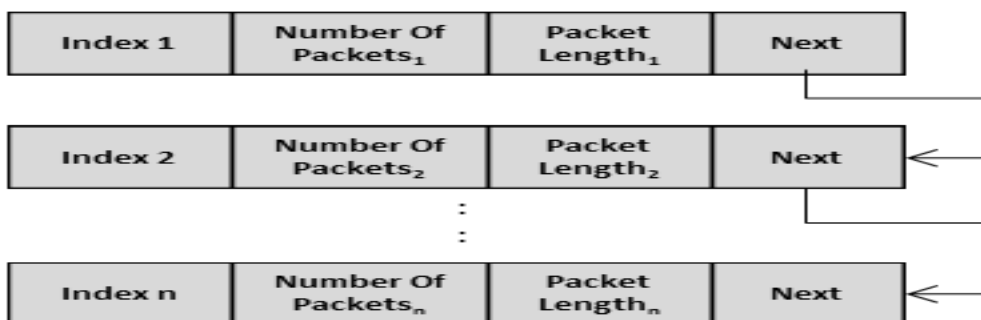 Index 1 Number Of Packets₁ Packet Length₁ Next
Index 2 Number Of Packets₂ Packet Length₂ Next
:
:
Index n Number Of Packetsₙ Packet Lengthₙ Next